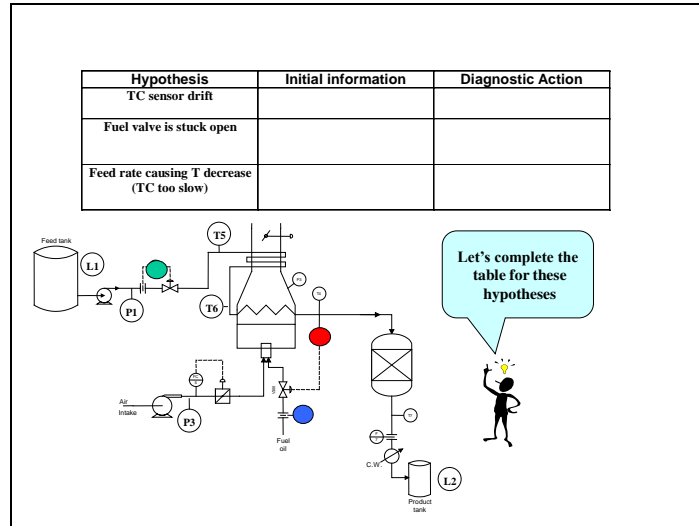 Hypothesis Initial information Diagnostic Action
TC sensor drift
Fuel valve is stuck open
Feed rate causing T decrease
(TC too slow)
Feed tank
L1
P1
T5
T6
Let's complete the
table for these
hypotheses
Air
Intake
P3
Fuel
oil
C.W.
L2
Product
tank